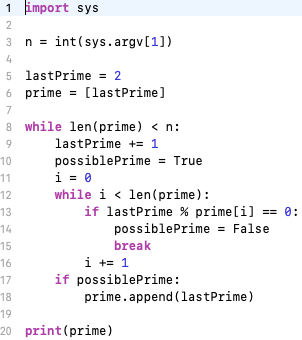 1 import sys
2
3 n = int(sys.argv[1])
4
5 lastPrime = 2
6 prime = [lastPrime]
7
8 while len(prime) < n:
9     lastPrime += 1
10     possiblePrime = True
11     i = 0
12     while i < len(prime):
13         if lastPrime % prime[i] == 0:
14             possiblePrime = False
15             break
16         i += 1
17     if possiblePrime:
18         prime.append(lastPrime)
19
20 print(prime)